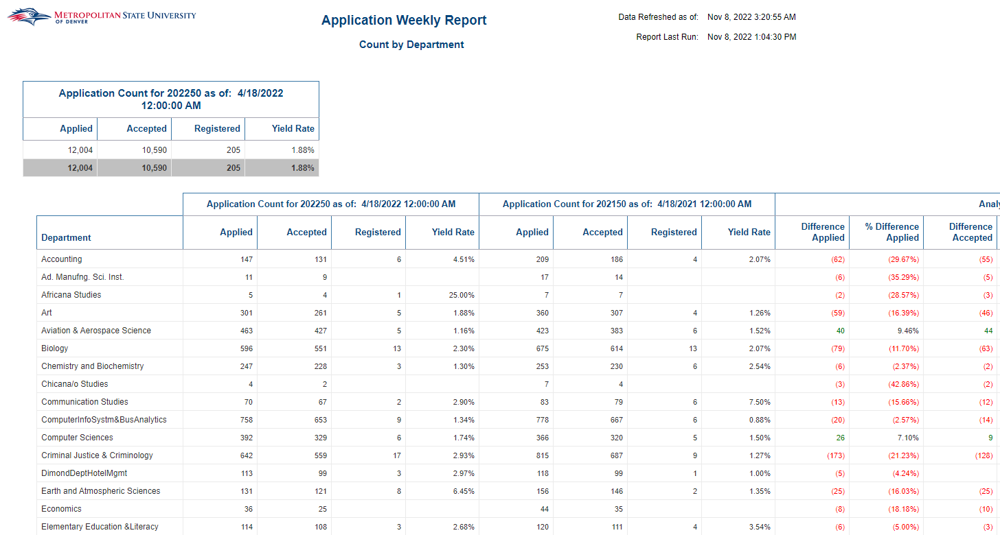 METROPOLITAN STATE UNIVERSITY
OF DENVER
Application Weekly Report
Count by Department
Data Refreshed as of: Nov 8, 2022 3:20:55 AM
Report Last Run: Nov 8, 2022 1:04:30 PM
Application Count for 202250 as of: 4/18/2022
12:00:00 AM
Applied Accepted Registered Yield Rate
12,004 10,590 205 1.88%
12,004 10,590 205 1.88%
Application Count for 202250 as of: 4/18/2022 12:00:00 AM Application Count for 202150 as of: 4/18/2021 12:00:00 AM Analy
Department Applied Accepted Registered Yield Rate Applied Accepted Registered Yield Rate Difference Applied % Difference Applied Difference Accepted
Accounting 147 131 6 4.51% 209 186 4 2.07% (62) (29.67%) (55)
Ad. Manufng. Sci. Inst. 11 9 17 14 (6) (35.29%) (5)
Africana Studies 5 4 1 25.00% 7 7 (2) (28.57%) (3)
Art 301 261 5 1.88% 360 307 4 1.26% (59) (16.39%) (46)
Aviation & Aerospace Science 463 427 5 1.16% 423 383 6 1.52% 40 9.46% 44
Biology 596 551 13 2.30% 675 614 13 2.07% (79) (11.70%) (63)
Chemistry and Biochemistry 247 228 3 1.30% 253 230 6 2.54% (6) (2.37%) (2)
Chicana/o Studies 4 2 7 4 (3) (42.86%) (2)
Communication Studies 70 67 2 2.90% 83 79 6 7.50% (13) (15.66%) (12)
ComputerInfoSystm&BusAnalytics 758 653 9 1.34% 778 667 6 0.88% (20) (2.57%) (14)
Computer Sciences 392 329 6 1.74% 366 320 5 1.50% 26 7.10% 9
Criminal Justice & Criminology 642 559 17 2.93% 815 687 9 1.27% (173) (21.23%) (128)
DimondDeptHotelMgmt 113 99 3 2.97% 118 99 1 1.00% (5) (4.24%)
Earth and Atmospheric Sciences 131 121 8 6.45% 156 146 2 1.35% (25) (16.03%) (25)
Economics 36 25 44 35 (8) (18.18%) (10)
Elementary Education &Literacy 114 108 3 2.68% 120 111 4 3.54% (6) (5.00%) (3)